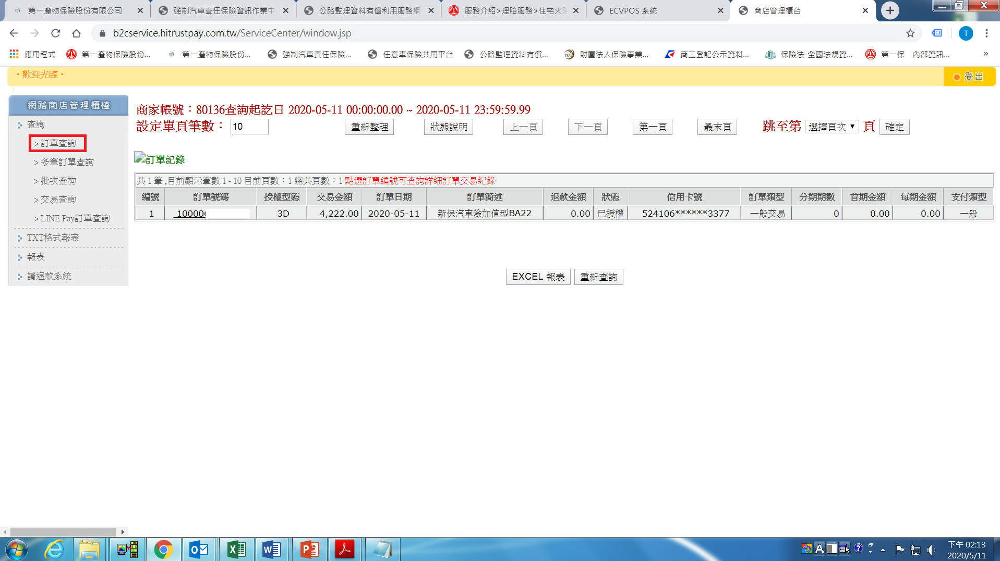 第一產物保險股份有限公司
強制汽車責任保險資訊作業中
公路監理資料有償利用服務網
服務介紹>理賠服務>住宅火
ECVPOS 系統
商店管理櫃台
b2cservice.hitrustpay.com.tw/ServiceCenter/window.jsp
T
應用程式
第一產物保險股份...
第一產物保險股份...
強制汽車責任保險...
任意車保險共用平台
公路監理資料有償...
財團法人保險事業...
商工登記公示資料...
保險法-全國法規資...
第一保 內部資訊...
»
・歡迎光臨・
登出
網路商店管理櫃檯
查詢
> 訂單查詢
> 多筆訂單查詢
> 批次查詢
> 交易查詢
> LINE Pay訂單查詢
TXT格式報表
報表
請退款系統
商家帳號：80136查詢起訖日 2020-05-11 00:00:00.00 ~ 2020-05-11 23:59:59.99
設定單頁筆數： 10 重新整理 狀態說明 上一頁 下一頁 第一頁 最末頁 跳至第 選擇頁次 頁 確定
訂單記錄
共 1 筆 ,目前顯示筆數 1 - 10 目前頁數：1 總共頁數：1 點選訂單編號可查詢詳細訂單交易紀錄
編號 訂單號碼 授權型態 交易金額 訂單日期 訂單簡述 退款金額 狀態 信用卡號 訂單類型 分期期數 首期金額 每期金額 支付類型
1 10000 3D 4,222.00 2020-05-11 新保汽車險加值型BA22 0.00 已授權 524106******3377 一般交易 0 0.00 0.00 一般
EXCEL 報表 重新查詢
下午 02:13
2020/5/11